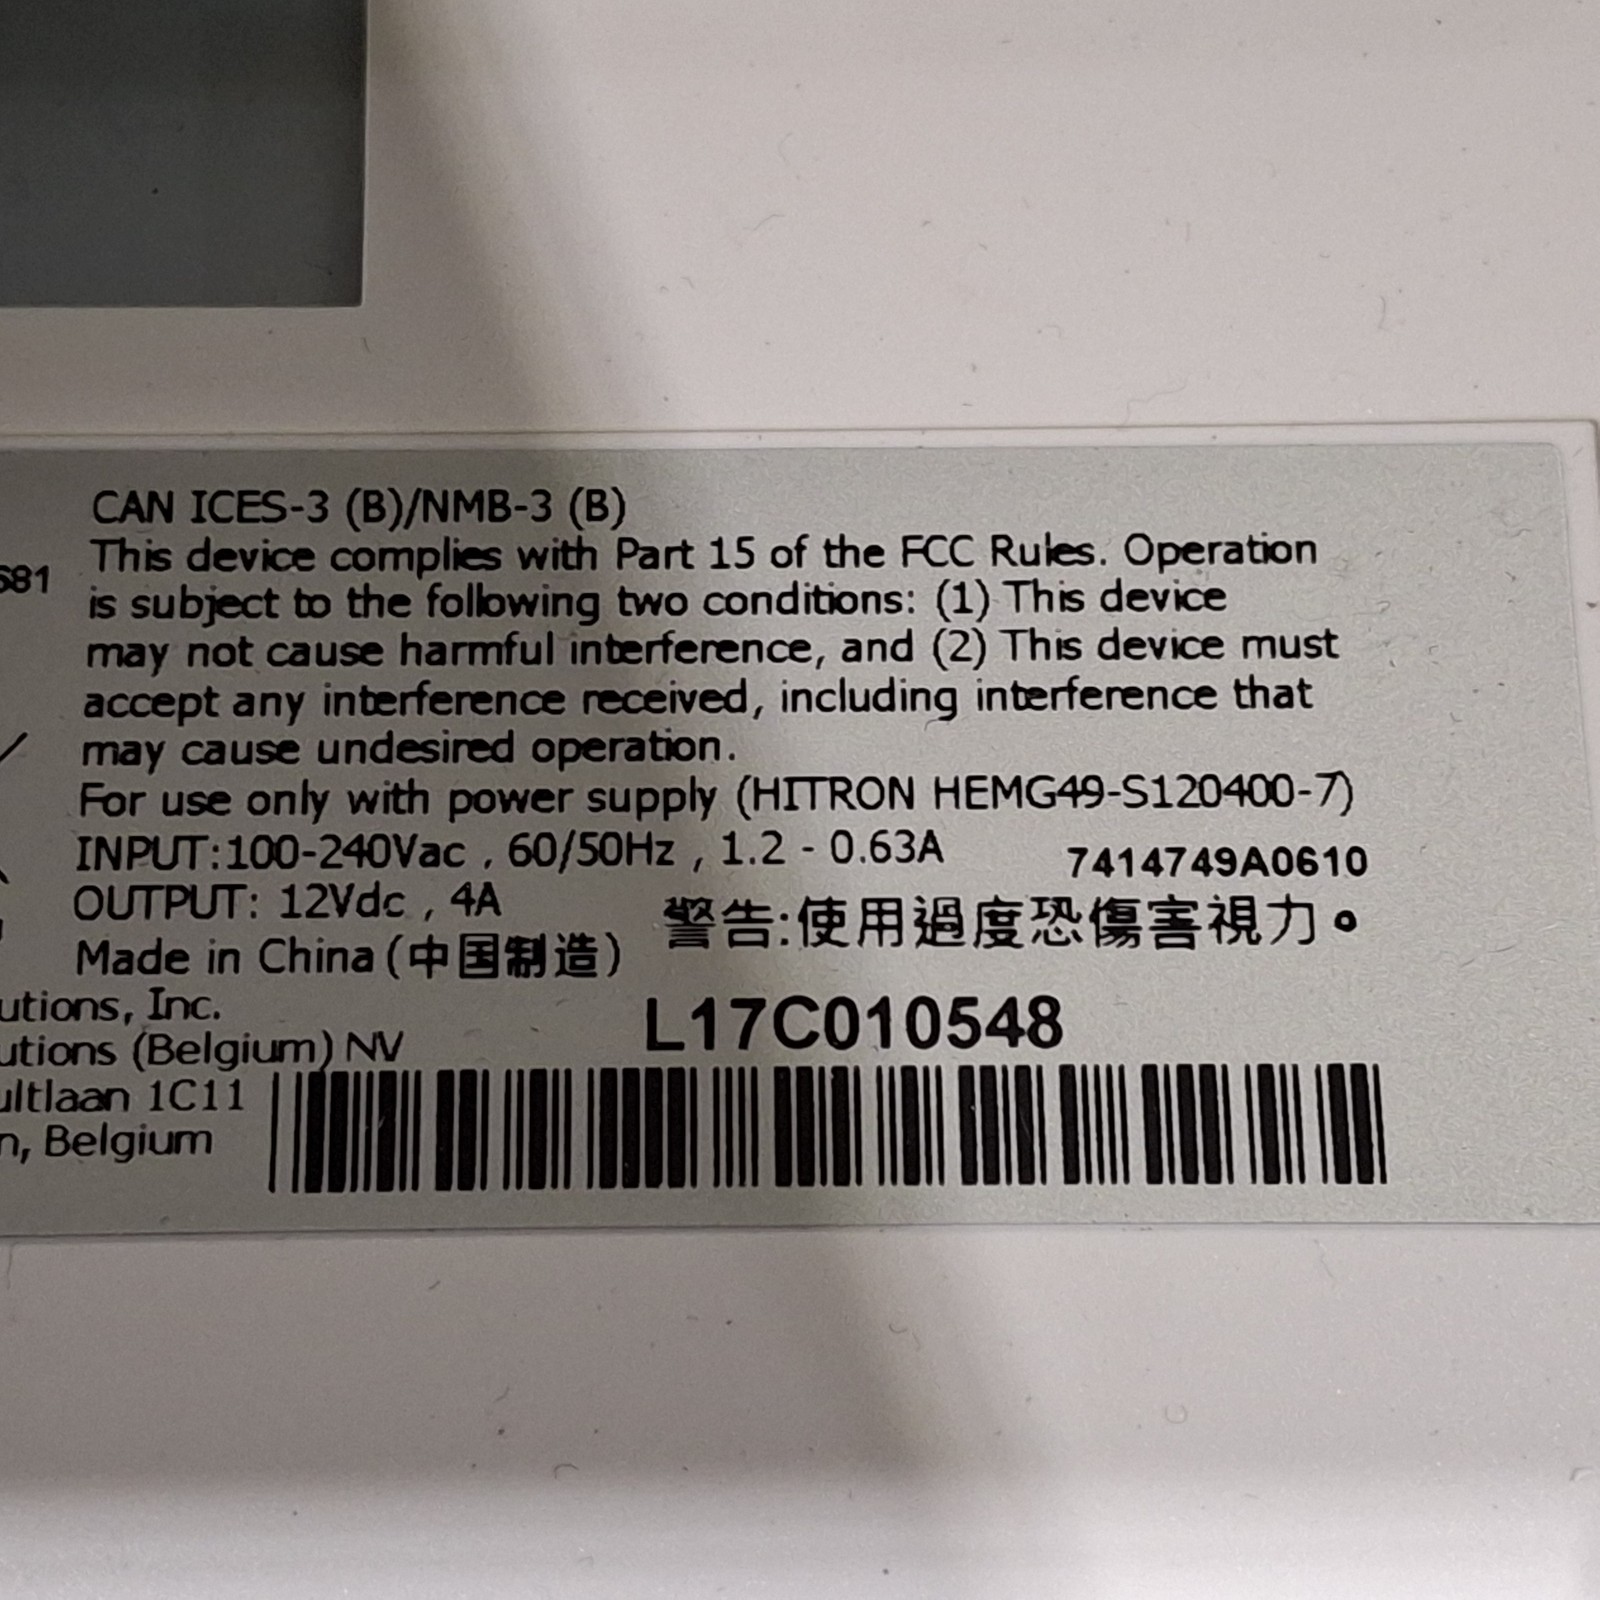 CAN ICES-3 (B)/NMB-3 (B)
This device complies with Part 15 of the FCC Rules. Operation
681
is subject to the following two conditions: (1) This device
may not cause harmful interference, and (2) This device must
accept any interference received, including interference that
may cause undesired operation.
For use only with power supply (HITRON HEMG49-S120400-7)
INPUT:100-240Vac , 60/50Hz , 1.2 - 0.63A
7414749A0610
OUTPUT: 12Vdc , 4A
警告:使用過度恐傷害視力。
Made in China(中国制造)
utions, Inc.
L17C010548
utions (Belgium) NV
ultlaan 1C11
n, Belgium